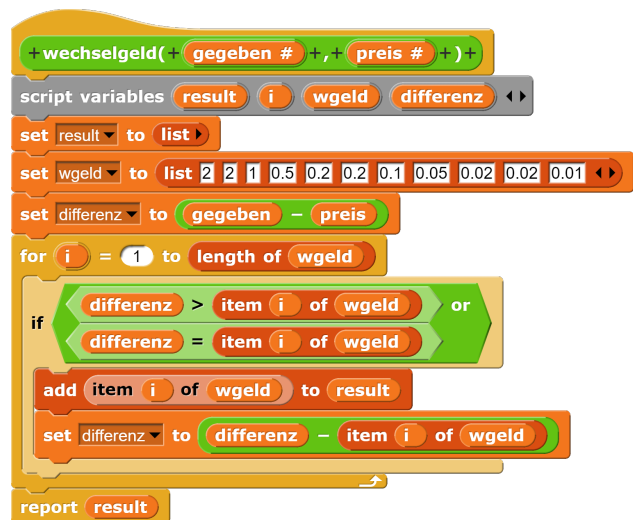 +wechselgeld(+ gegeben # +,+ preis # +)+
script variables result i wgeld differenz
set result to list
set wgeld to list 2 2 1 0.5 0.2 0.2 0.1 0.05 0.02 0.02 0.01
set differenz to gegeben − preis
for i = 1 to length of wgeld
differenz > item i of wgeld or
if
differenz = item i of wgeld
add item i of wgeld to result
set differenz to differenz − item i of wgeld
report result